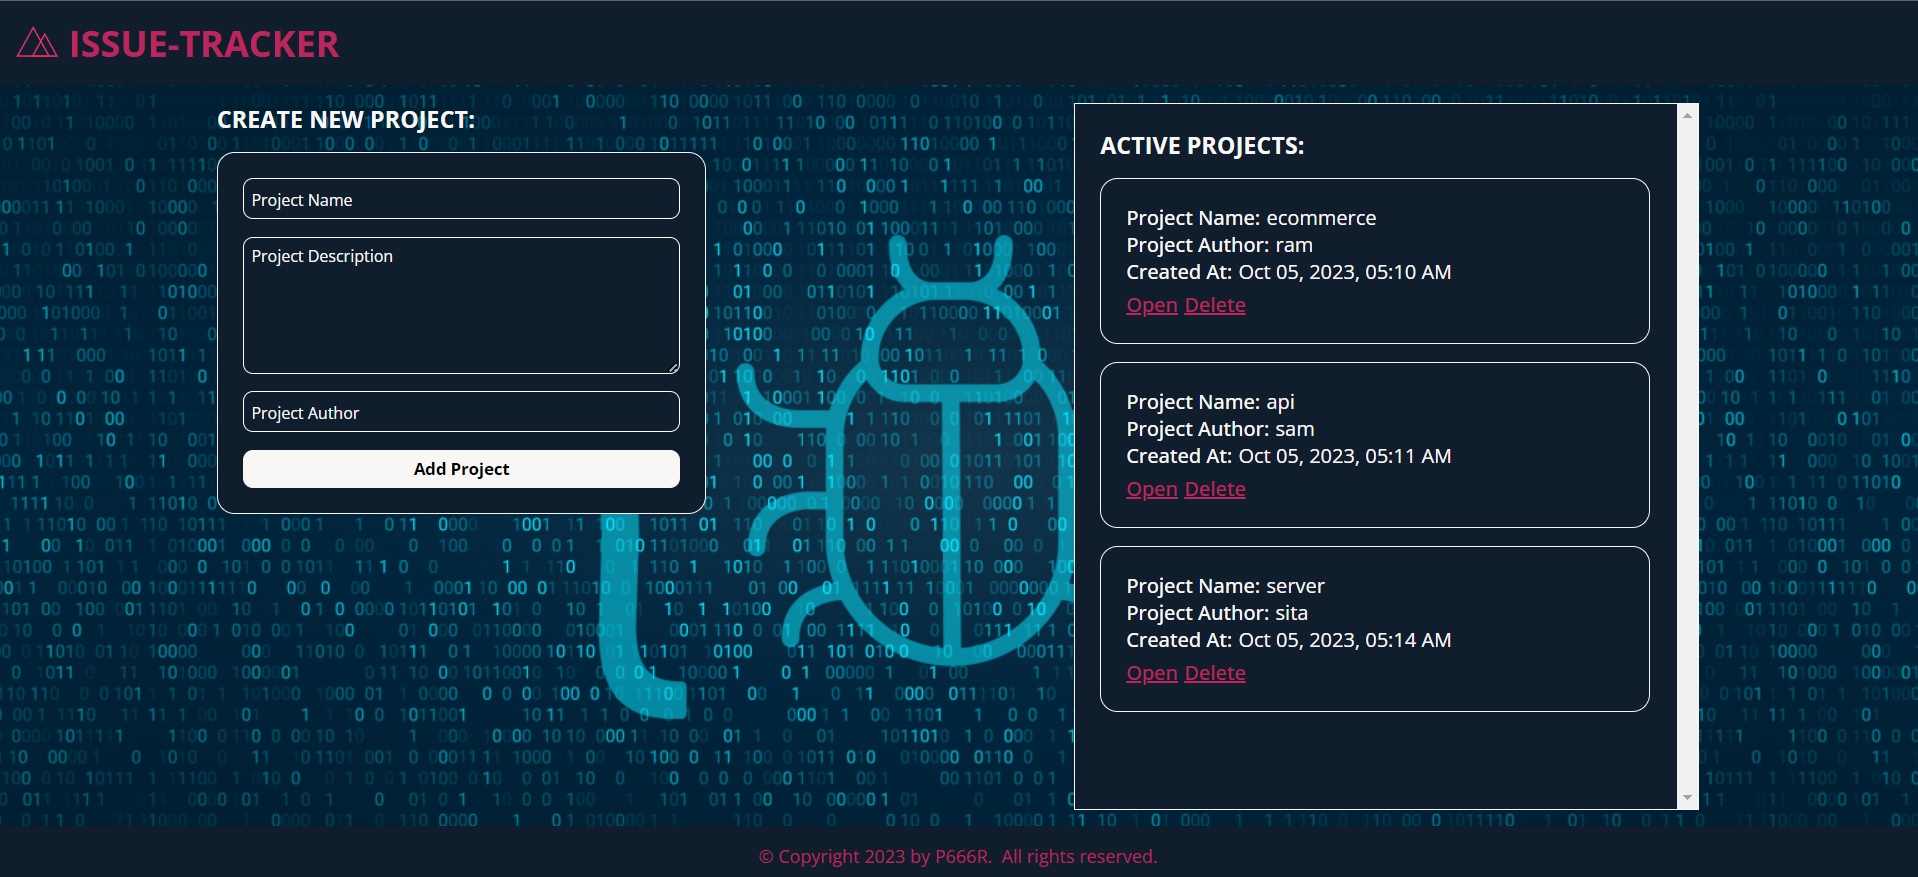 ISSUE-TRACKER
CREATE NEW PROJECT:
Project Name
Project Description
Project Author
Add Project
ACTIVE PROJECTS:
Project Name: ecommerce
Project Author: ram
Created At: Oct 05, 2023, 05:10 AM
Open Delete
Project Name: api
Project Author: sam
Created At: Oct 05, 2023, 05:11 AM
Open Delete
Project Name: server
Project Author: sita
Created At: Oct 05, 2023, 05:14 AM
Open Delete
© Copyright 2023 by P666R. All rights reserved.